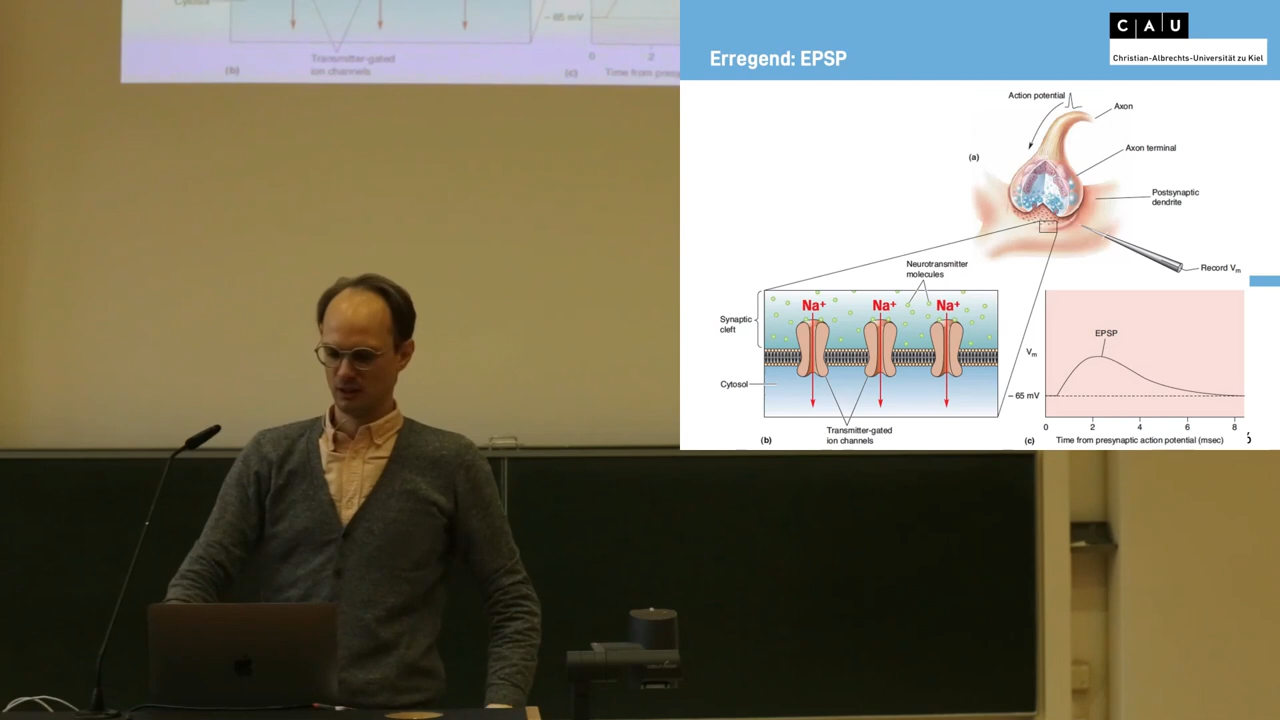 Cytosol
- 65 mV
Transmitter-gated
ion channels
(b)
(c)
0
2
Erregend: EPSP
CAU
Christian-Albrechts-Universität zu Kiel
Action potential
Axon
(a)
Axon terminal
Postsynaptic
dendrite
Record Vm
Neurotransmitter
molecules
Synaptic
cleft
Na⁺ Na⁺ Na⁺
Cytosol
Transmitter-gated
ion channels
(b)
EPSP
Vm
– 65 mV
0 2 4 6 8
(c) Time from presynaptic action potential (msec)